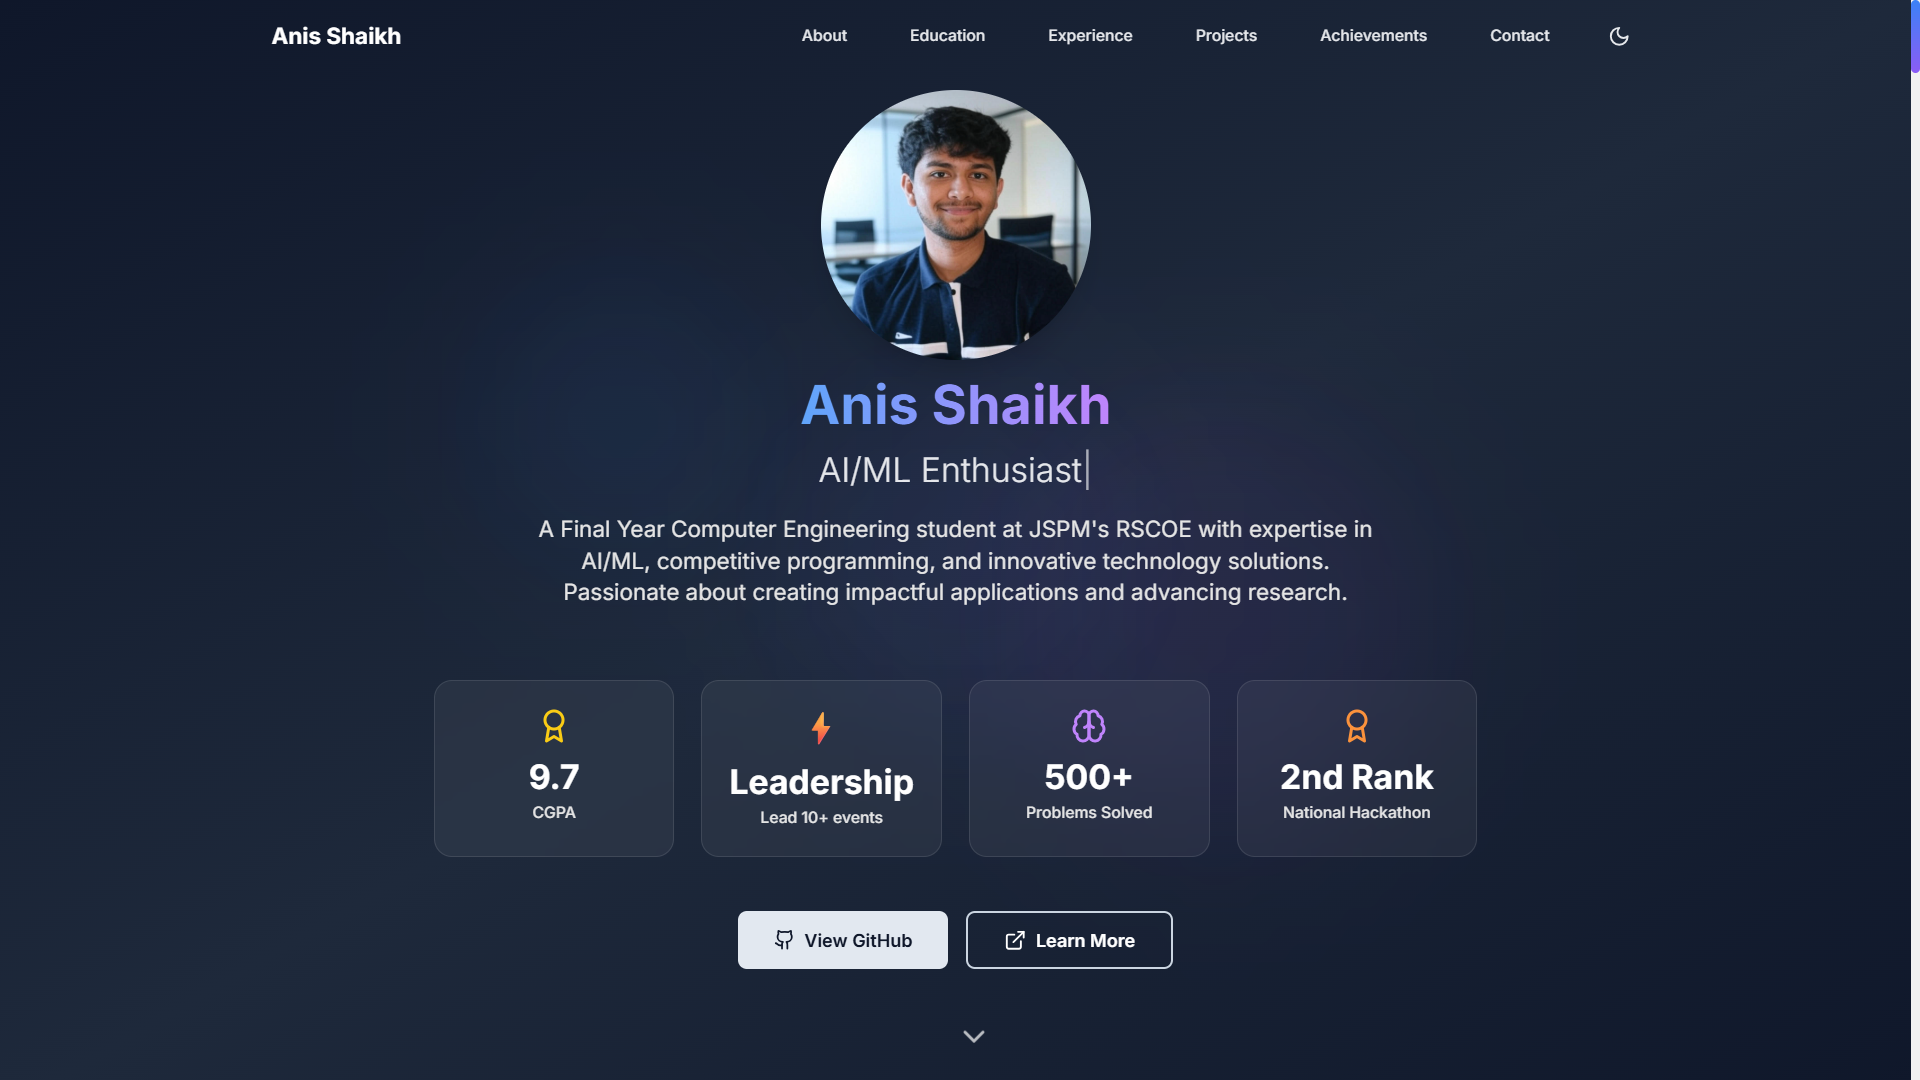 Anis Shaikh
About
Education
Experience
Projects
Achievements
Contact
Anis Shaikh
AI/ML Enthusiast
A Final Year Computer Engineering student at JSPM's RSCOE with expertise in
AI/ML, competitive programming, and innovative technology solutions.
Passionate about creating impactful applications and advancing research.
9.7
CGPA
Leadership
Lead 10+ events
500+
Problems Solved
2nd Rank
National Hackathon
View GitHub
Learn More